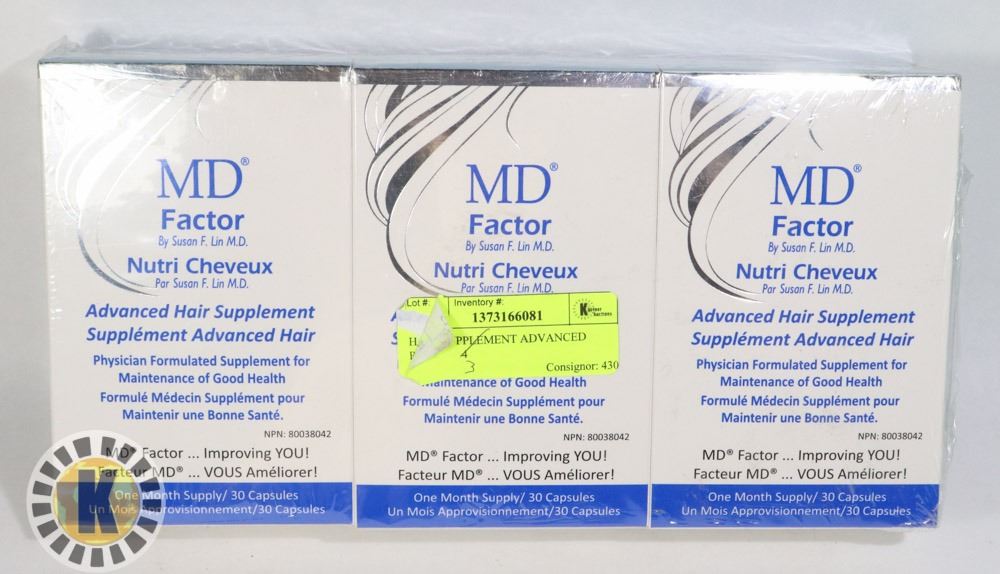 MD®
Factor
By Susan F. Lin M.D.
Nutri Cheveux
Par Susan F. Lin M.D.
Advanced Hair Supplement
Supplément Advanced Hair
Physician Formulated Supplement for
Maintenance of Good Health
Formulé Médecin Supplément pour
Maintenir une Bonne Santé.
NPN: 80038042
MD® Factor ... Improving YOU!
Facteur MD® ... VOUS Améliorer!
One Month Supply/ 30 Capsules
Un Mois Approvisionnement/30 Capsules
K
MD®
Factor
By Susan F. Lin M.D.
Nutri Cheveux
Par Susan F. Lin M.D.
Lot #:
Inventory #:
1373166081
Kastner Auctions
ADVANCED
4
3
Consignor: 430
of Good Health
Formulé Médecin Supplément pour
Maintenir une Bonne Santé.
NPN: 80038042
MD® Factor ... Improving YOU!
Facteur MD® ... VOUS Améliorer!
One Month Supply/ 30 Capsules
Un Mois Approvisionnement/30 Capsules
MD®
Factor
By Susan F. Lin M.D.
Nutri Cheveux
Par Susan F. Lin M.D.
Advanced Hair Supplement
Supplément Advanced Hair
Physician Formulated Supplement for
Maintenance of Good Health
Formulé Médecin Supplément pour
Maintenir une Bonne Santé.
NPN: 80038042
MD® Factor ... Improving YOU!
Facteur MD® ... VOUS Améliorer!
One Month Supply/ 30 Capsules
Un Mois Approvisionnement/30 Capsules